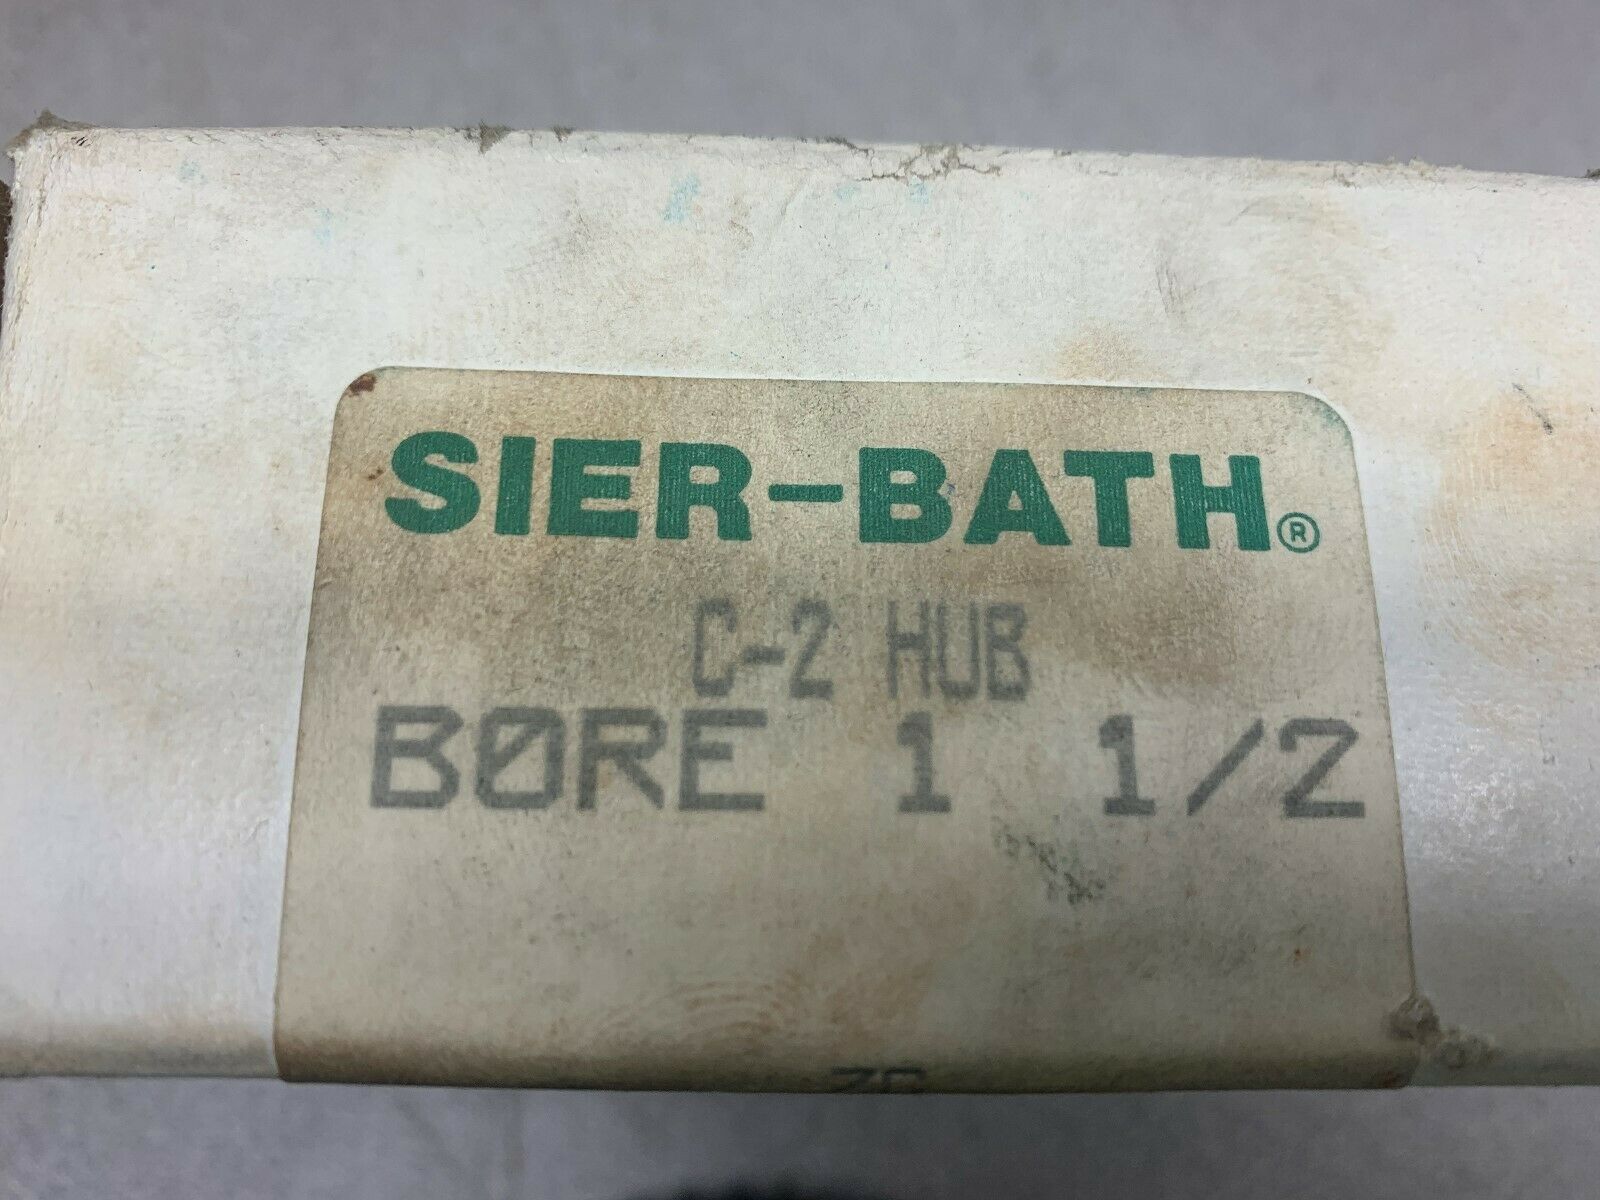 SIER-BATH®
C-2 HUB
BØRE 1 1/2